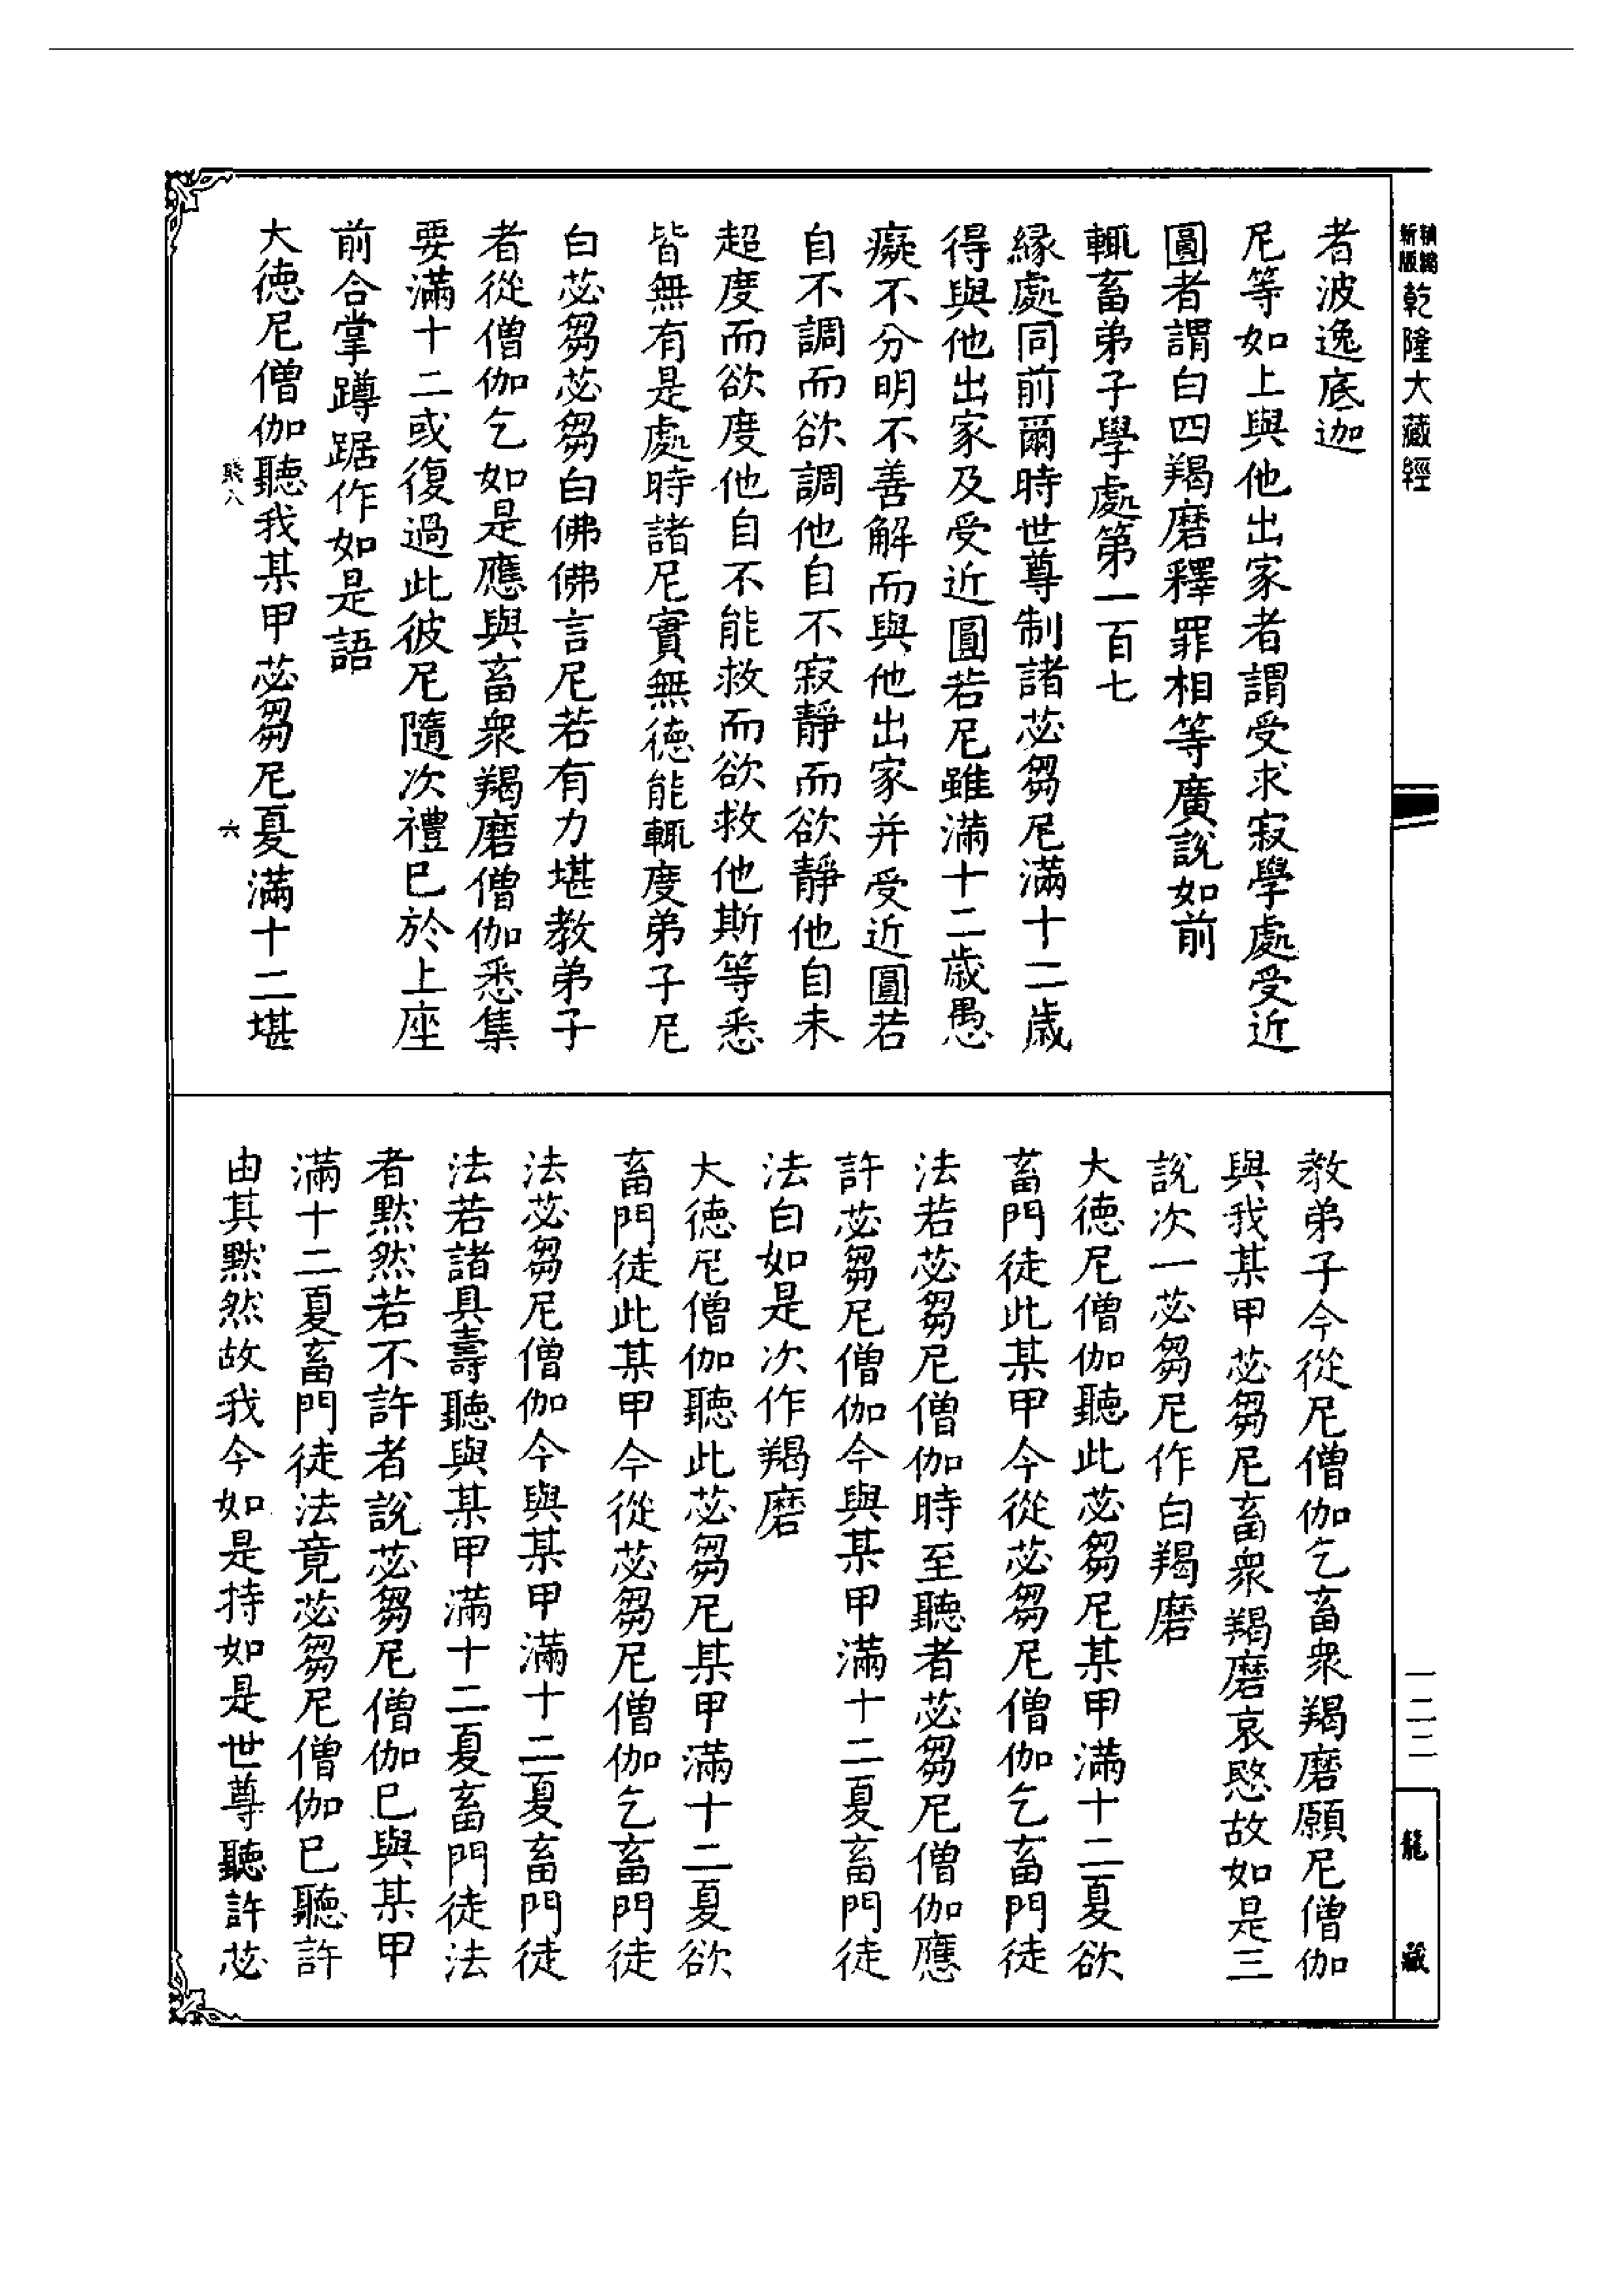 新版
精縮
乾隆大藏經
者波逸底迦
尼等如上與他出家者謂受求寂學處受近
圓者謂白四羯磨釋罪相等廣說如前
輒畜弟子學處第一百七
緣處同前爾時世尊制諸苾芻尼滿十二歲
得與他出家及受近圓若尼雖滿十二歲愚
癡不分明不善解而與他出家并受近圓若
自不調而欲調他自不寂靜而欲靜他自未
超度而欲度他自不能救而欲救他斯等悉
皆無有是處時諸尼實無德能輒度弟子尼
白苾芻苾芻白佛佛言尼若有力堪教弟子
者從僧伽乞如是應與畜衆羯磨僧伽悉集
要滿十二或復過此彼尼隨次禮已於上座
前合掌蹲踞作如是語
大德尼僧伽聽我某甲苾芻尼夏滿十二堪
六
教弟子今從尼僧伽乞畜衆羯磨願尼僧伽
與我某甲苾芻尼畜衆羯磨哀愍故如是三
說次一苾芻尼作白羯磨
大德尼僧伽聽此苾芻尼某甲滿十二夏欲
畜門徒此某甲今從苾芻尼僧伽乞畜門徒
法若苾芻尼僧伽時至聽者苾芻尼僧伽應
許苾芻尼僧伽今與某甲滿十二夏畜門徒
法白如是次作羯磨
大德尼僧伽聽此苾芻尼某甲滿十二夏欲
畜門徒此某甲今從苾芻尼僧伽乞畜門徒
法苾芻尼僧伽今與某甲滿十二夏畜門徒
法若諸具壽聽與某甲滿十二夏畜門徒法
者默然若不許者說苾芻尼僧伽已與某甲
滿十二夏畜門徒法竟苾芻尼僧伽已聽許
由其默然故我今如是持如是世尊聽許苾
一二二
龍藏